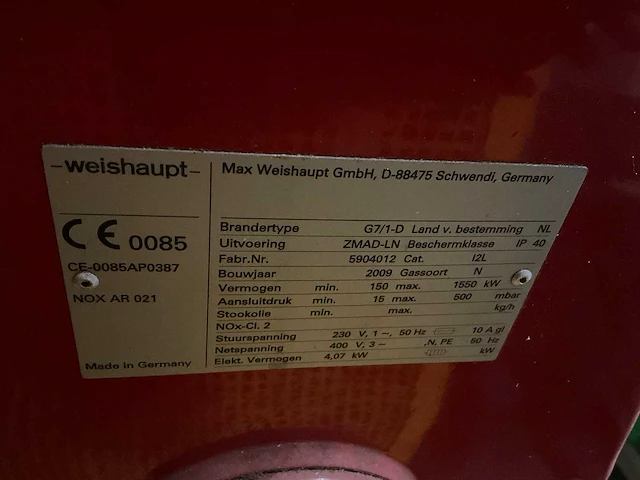 -weishaupt-
Max Weishaupt GmbH, D-88475 Schwendi, Germany
CE 0085
CE-0085AP0387
NOX AR 021
Made in Germany
Brandertype G7/1-D Land v. bestemming NL
Uitvoering ZMAD-LN Beschermklasse IP 40
Fabr.Nr. 5904012 Cat. I2L
Bouwjaar 2009 Gassoort N
Vermogen min. 150 max. 1550 kW
Aansluitdruk min. 15 max. 500 mbar
Stookolie min. max. kg/h
NOx-Cl. 2
Stuurspanning 230 V, 1 ~, 50 Hz 10 A gl
Netspanning 400 V, 3 ~ ,N, PE 50 Hz
Elekt. Vermogen 4,07 kW kW